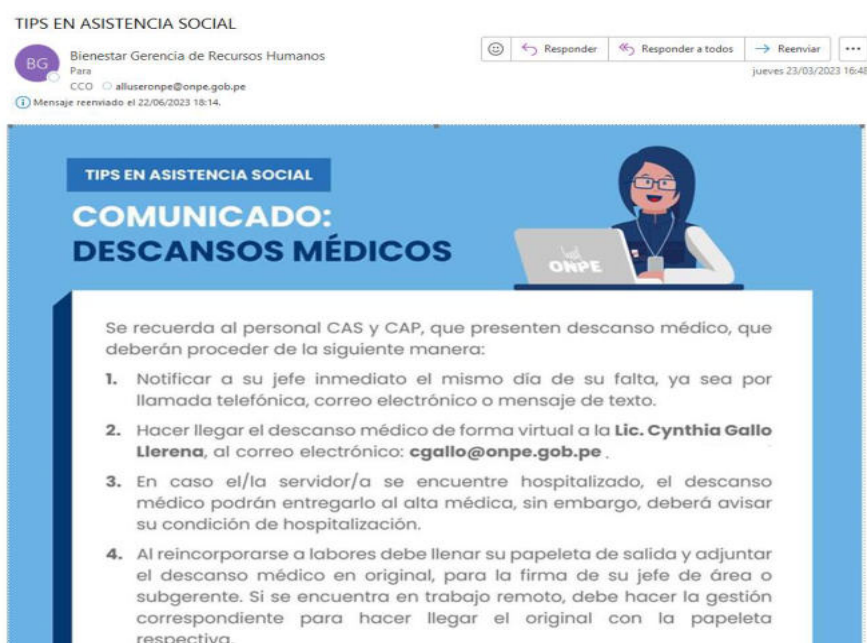 TIPS EN ASISTENCIA SOCIAL
BG
Bienestar Gerencia de Recursos Humanos
Para
CCO alluseronpe@onpe.gob.pe
Responder
Responder a todos
Reenviar
jueves 23/03/2023 16:48
Mensaje reenviado el 22/06/2023 18:14.
TIPS EN ASISTENCIA SOCIAL
COMUNICADO:
DESCANSOS MÉDICOS
ONPE
Se recuerda al personal CAS y CAP, que presenten descanso médico, que
deberán proceder de la siguiente manera:
1. Notificar a su jefe inmediato el mismo día de su falta, ya sea por
llamada telefónica, correo electrónico o mensaje de texto.
2. Hacer llegar el descanso médico de forma virtual a la Lic. Cynthia Gallo
Llerena, al correo electrónico: cgallo@onpe.gob.pe.
3. En caso el/la servidor/a se encuentre hospitalizado, el descanso
médico podrán entregarlo al alta médica, sin embargo, deberá avisar
su condición de hospitalización.
4. Al reincorporarse a labores debe llenar su papeleta de salida y adjuntar
el descanso médico en original, para la firma de su jefe de área o
subgerente. Si se encuentra en trabajo remoto, debe hacer la gestión
correspondiente para hacer llegar el original con la papeleta
respectiva.